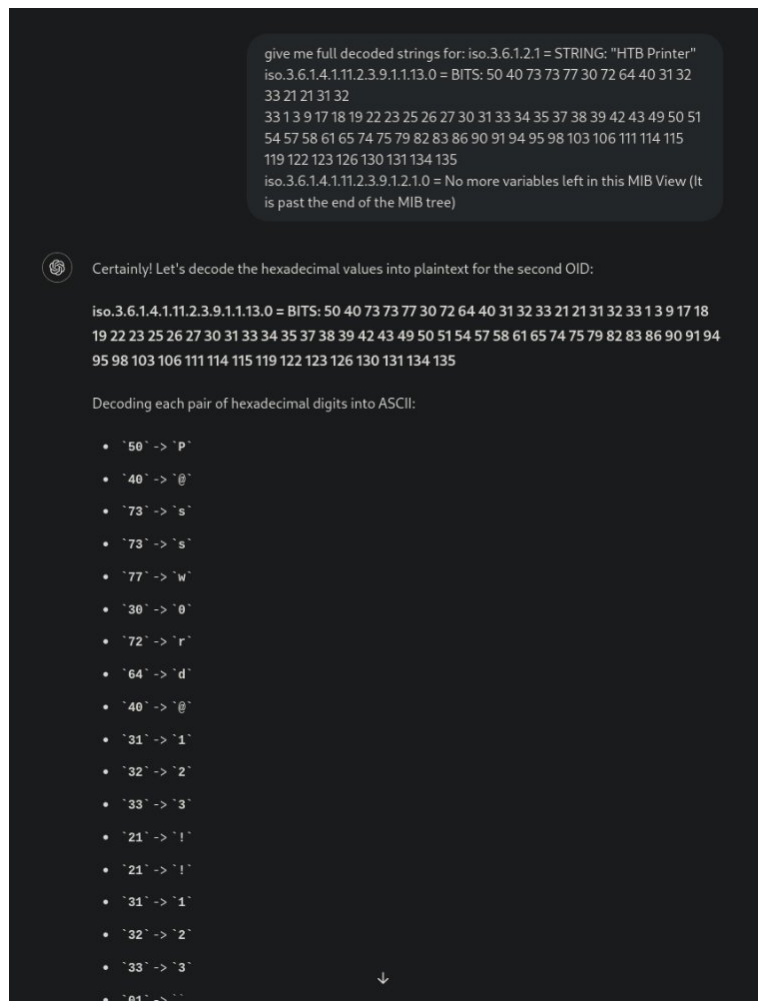 give me full decoded strings for: iso.3.6.1.2.1 = STRING: "HTB Printer"
iso.3.6.1.4.1.11.2.3.9.1.1.13.0 = BITS: 50 40 73 73 77 30 72 64 40 31 32
33 21 21 31 32
33 1 3 9 17 18 19 22 23 25 26 27 30 31 33 34 35 37 38 39 42 43 49 50 51
54 57 58 61 65 74 75 79 82 83 86 90 91 94 95 98 103 106 111 114 115
119 122 123 126 130 131 134 135
iso.3.6.1.4.1.11.2.3.9.1.2.1.0 = No more variables left in this MIB View (It
is past the end of the MIB tree)
Certainly! Let's decode the hexadecimal values into plaintext for the second OID:
iso.3.6.1.4.1.11.2.3.9.1.1.13.0 = BITS: 50 40 73 73 77 30 72 64 40 31 32 33 21 21 31 32 33 1 3 9 17 18
19 22 23 25 26 27 30 31 33 34 35 37 38 39 42 43 49 50 51 54 57 58 61 65 74 75 79 82 83 86 90 91 94
95 98 103 106 111 114 115 119 122 123 126 130 131 134 135
Decoding each pair of hexadecimal digits into ASCII:
• `50` -> `P`
• `40` -> `@`
• `73` -> `s`
• `73` -> `s`
• `77` -> `w`
• `30` -> `0`
• `72` -> `r`
• `64` -> `d`
• `40` -> `@`
• `31` -> `1`
• `32` -> `2`
• `33` -> `3`
• `21` -> `!`
• `21` -> `!`
• `31` -> `1`
• `32` -> `2`
• `33` -> `3`
• `01` -> ``